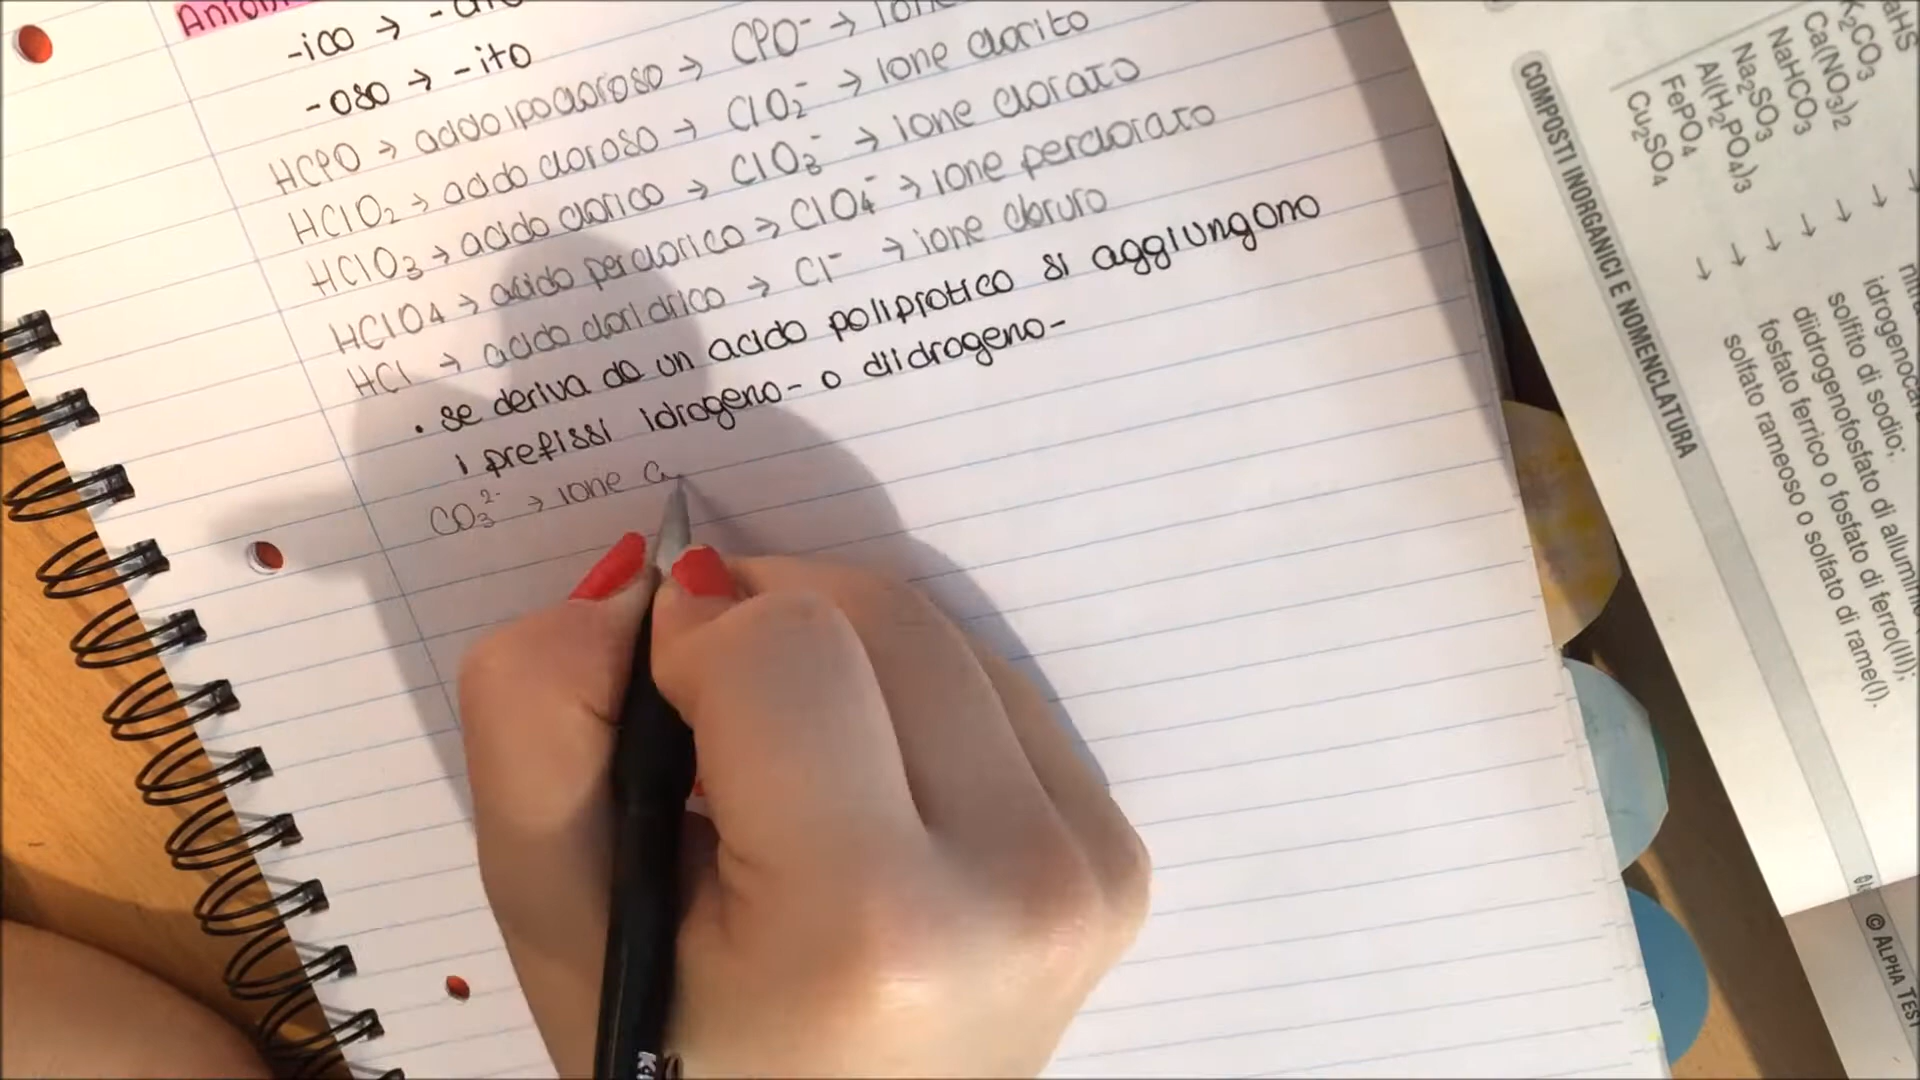 -ico → -
-oso → -ito
HClO → acido ipocloroso → ClO⁻ → ione
HClO₂ → acido cloroso → ClO₂⁻ → ione clorito
HClO₃ → acido clorico → ClO₃⁻ → ione clorato
HClO₄ → acido perclorico → ClO₄⁻ → ione perclorato
HCl → acido cloridrico → Cl⁻ → ione cloruro
• se deriva da un acido poliprotico si aggiungono
i prefissi idrogeno- o diidrogeno-
CO₃²⁻ → ione
COMPOSTI INORGANICI E NOMENCLATURA
K₂CO₃
Ca(NO₃)₂
NaHCO₃ →
Na₂SO₃ → solfito di sodio;
Al(H₂PO₄)₃ → diidrogenofosfato di
FePO₄ → fosfato ferrico o fosfato di ferro(III);
Cu₂SO₄ → solfato rameoso o solfato di rame(I).
© ALPHA TEST